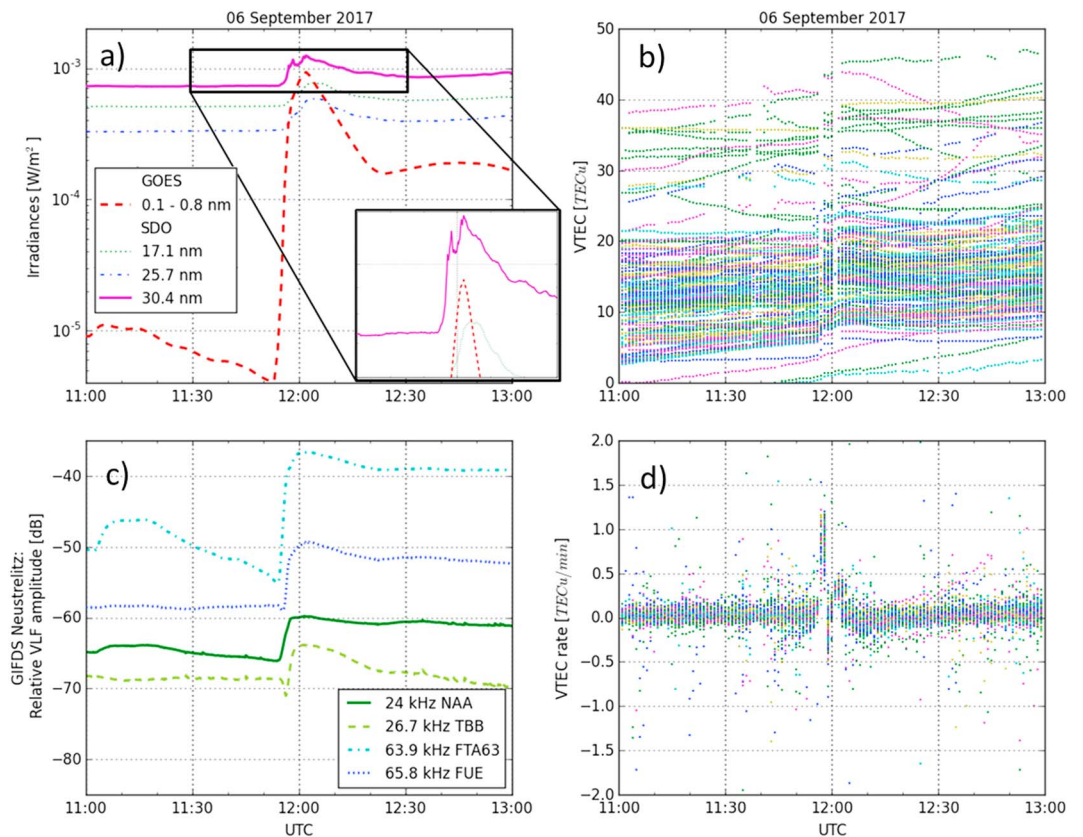 06 September 2017
a)
10⁻³
10⁻⁴
10⁻⁵
Irradiances [W/m² ]
GOES
0.1 - 0.8 nm
SDO
17.1 nm
25.7 nm
30.4 nm
11:00 11:30 12:00 12:30 13:00
06 September 2017
b)
50
40
30
20
10
0
VTEC [TECu]
11:00 11:30 12:00 12:30 13:00
c)
−40
−50
−60
−70
−80
GIFDS Neustrelitz:
Relative VLF amplitude [dB]
24 kHz NAA
26.7 kHz TBB
63.9 kHz FTA63
65.8 kHz FUE
11:00 11:30 12:00 12:30 13:00
UTC
d)
2.0
1.5
1.0
0.5
0.0
−0.5
−1.0
−1.5
−2.0
VTEC rate [TECu/min]
11:00 11:30 12:00 12:30 13:00
UTC